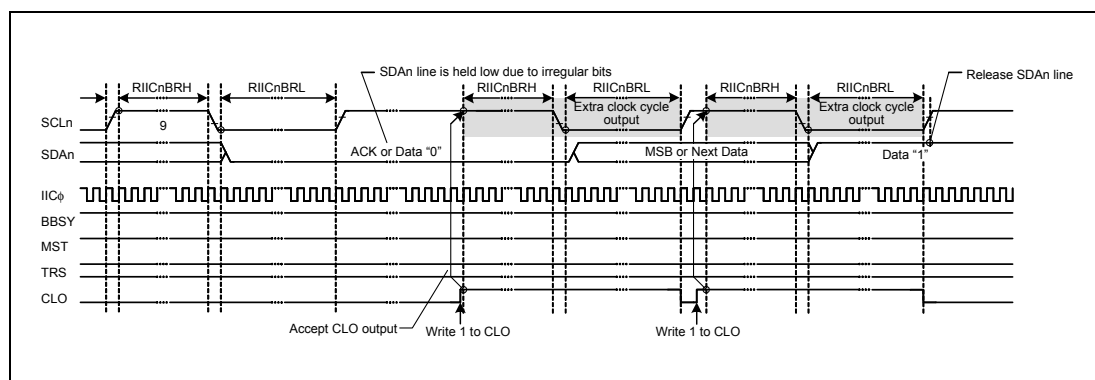 SDAn line is held low due to irregular bits
Release SDAn line
RIICnBRH
RIICnBRL
RIICnBRH
RIICnBRL
RIICnBRH
RIICnBRL
Extra clock cycle
output
Extra clock cycle
output
SCLn
9
ACK or Data “0”
MSB or Next Data
Data “1”
SDAn
IICϕ
BBSY
MST
TRS
CLO
Accept CLO output
Write 1 to CLO
Write 1 to CLO